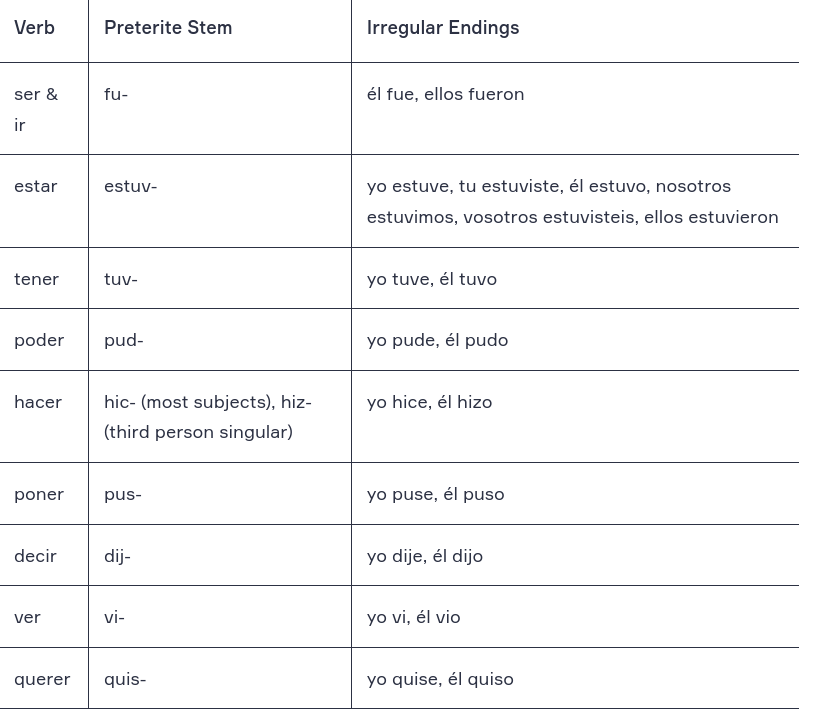 Verb Preterite Stem Irregular Endings
ser & fu- él fue, ellos fueron
ir
estar estuv- yo estuve, tu estuviste, él estuvo, nosotros
estuvimos, vosotros estuvisteis, ellos estuvieron
tener tuv- yo tuve, él tuvo
poder pud- yo pude, él pudo
hacer hic- (most subjects), hiz- yo hice, él hizo
(third person singular)
poner pus- yo puse, él puso
decir dij- yo dije, él dijo
ver vi- yo vi, él vio
querer quis- yo quise, él quiso